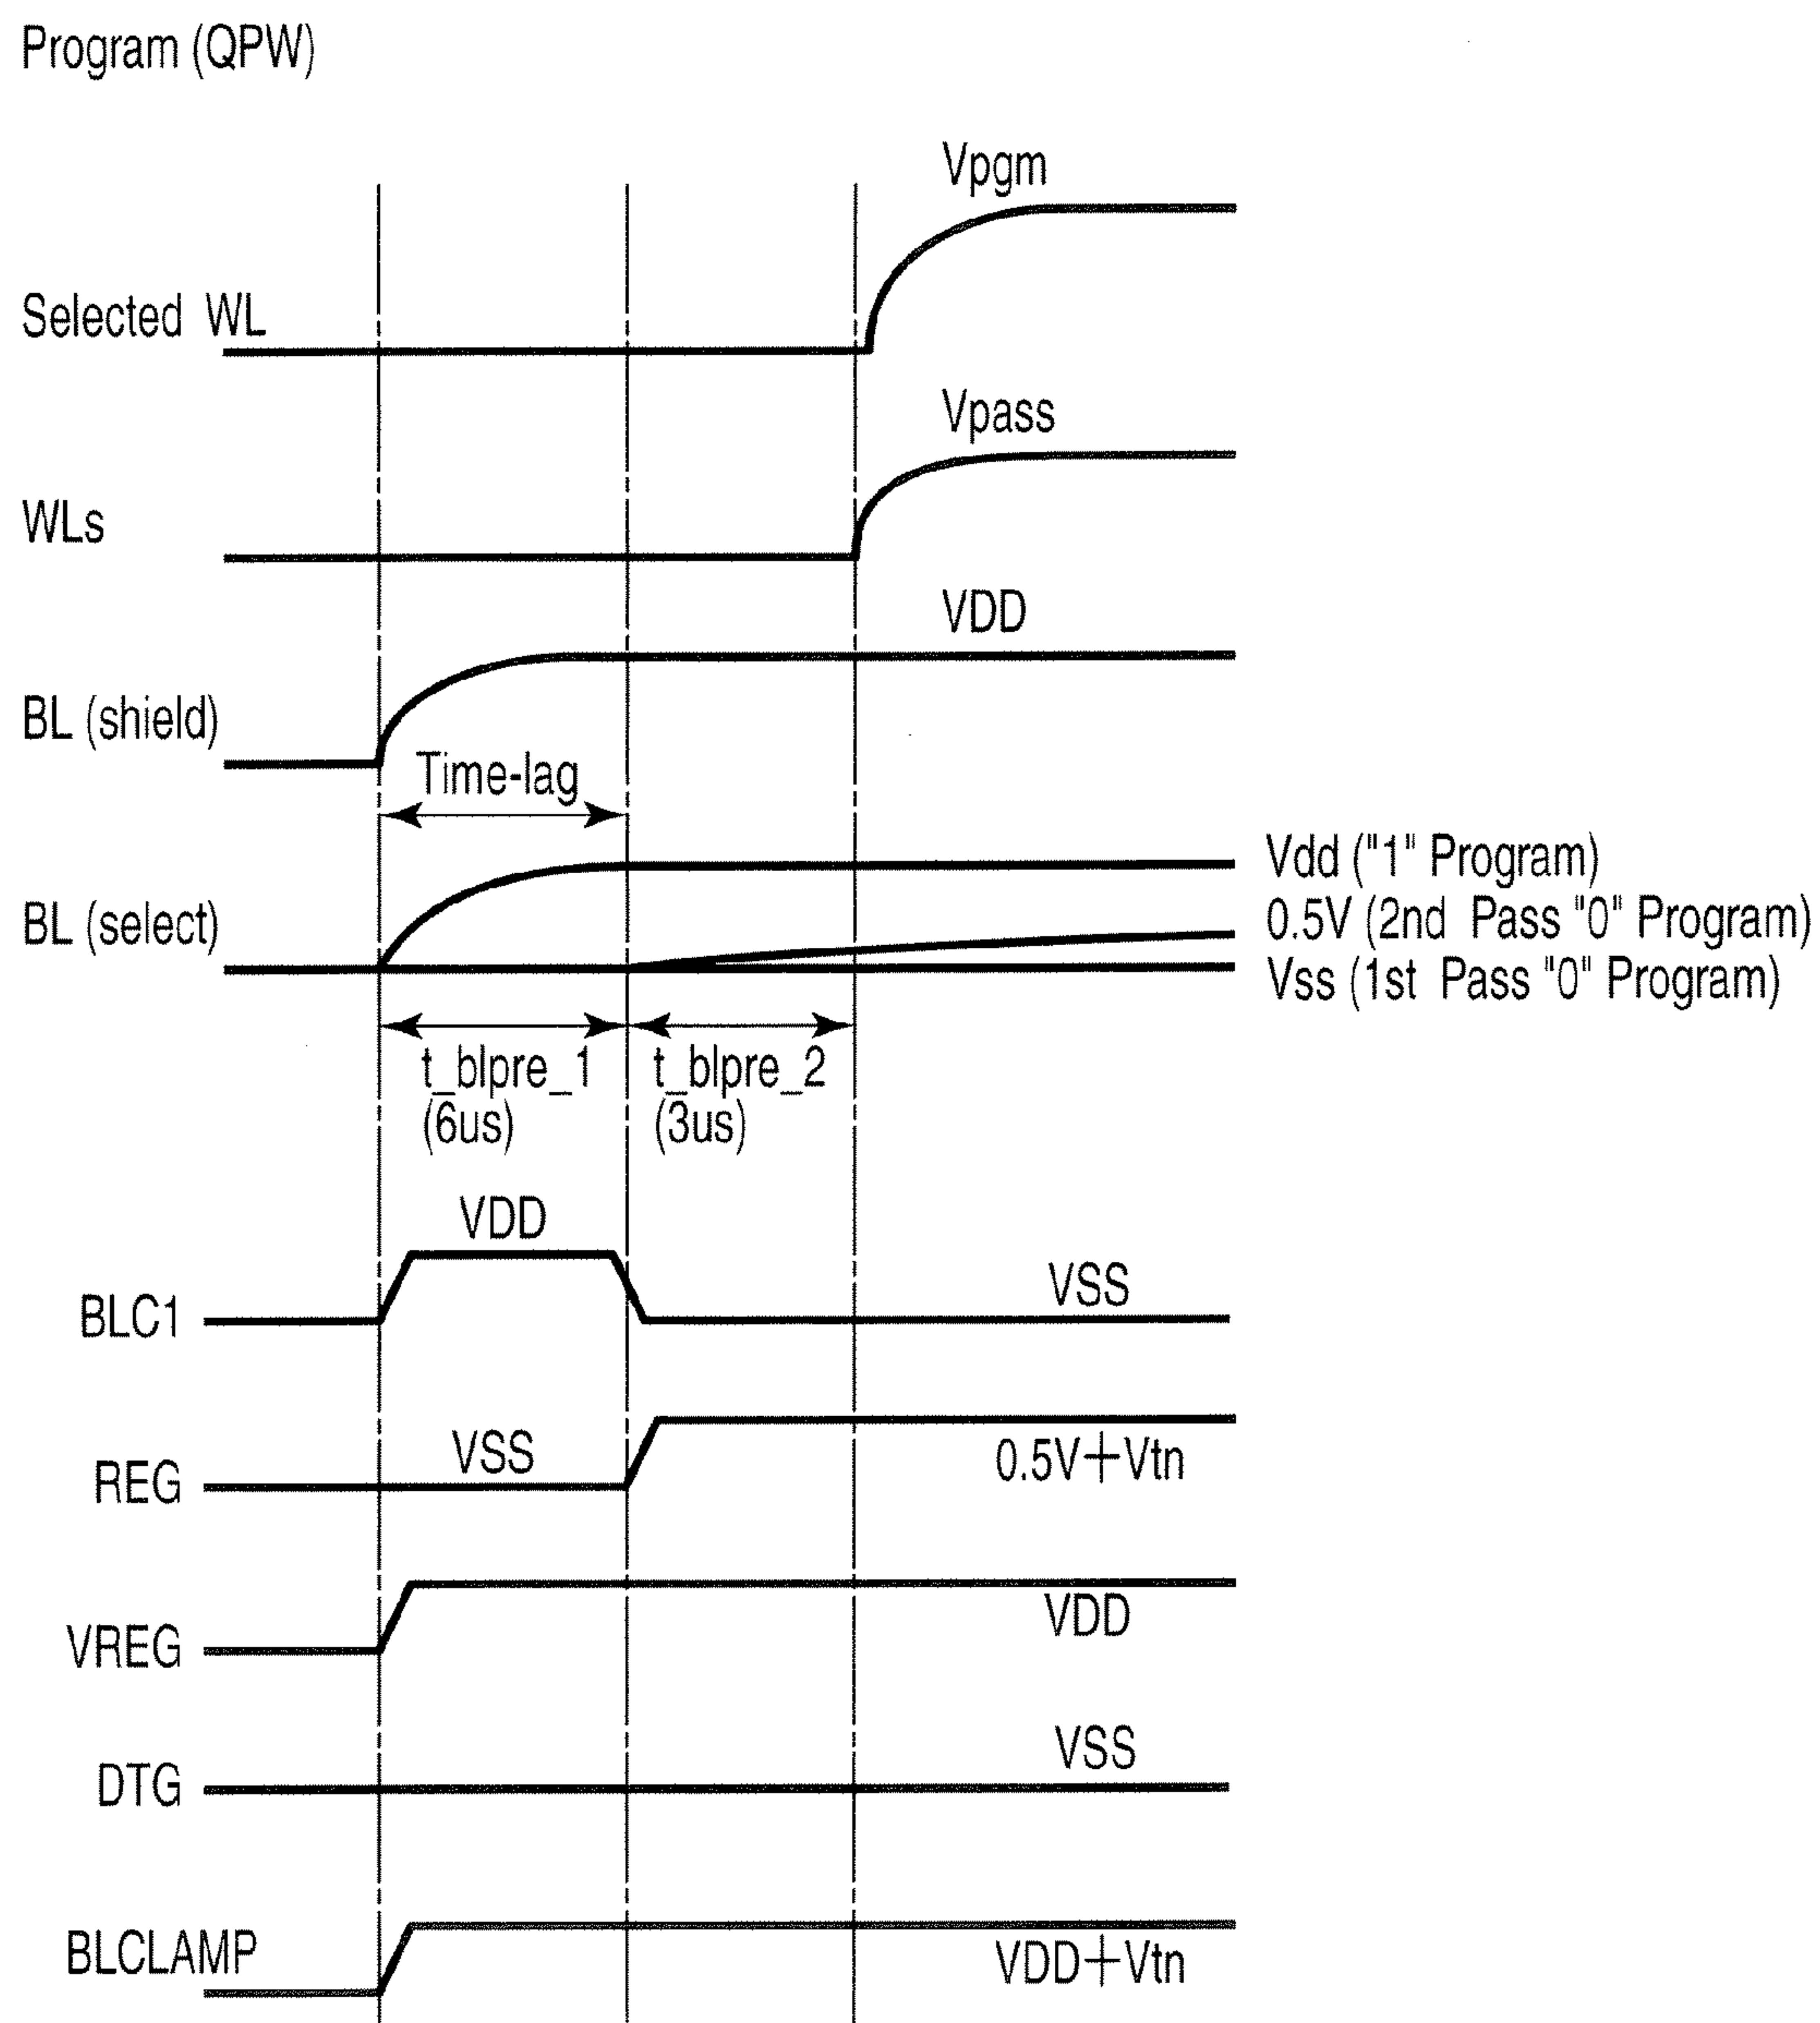 Program (QPW)
Vpgm
Selected WL
Vpass
WLs
VDD
BL (shield)
Time-lag
Vdd ("1" Program)
BL (select)
0.5V (2nd Pass "0" Program)
Vss (1st Pass "0" Program)
t_blpre_1
(6us)
t_blpre_2
(3us)
VDD
BLC1
VSS
REG
VSS
0.5V+Vtn
VREG
VDD
DTG
VSS
BLCLAMP
VDD+Vtn